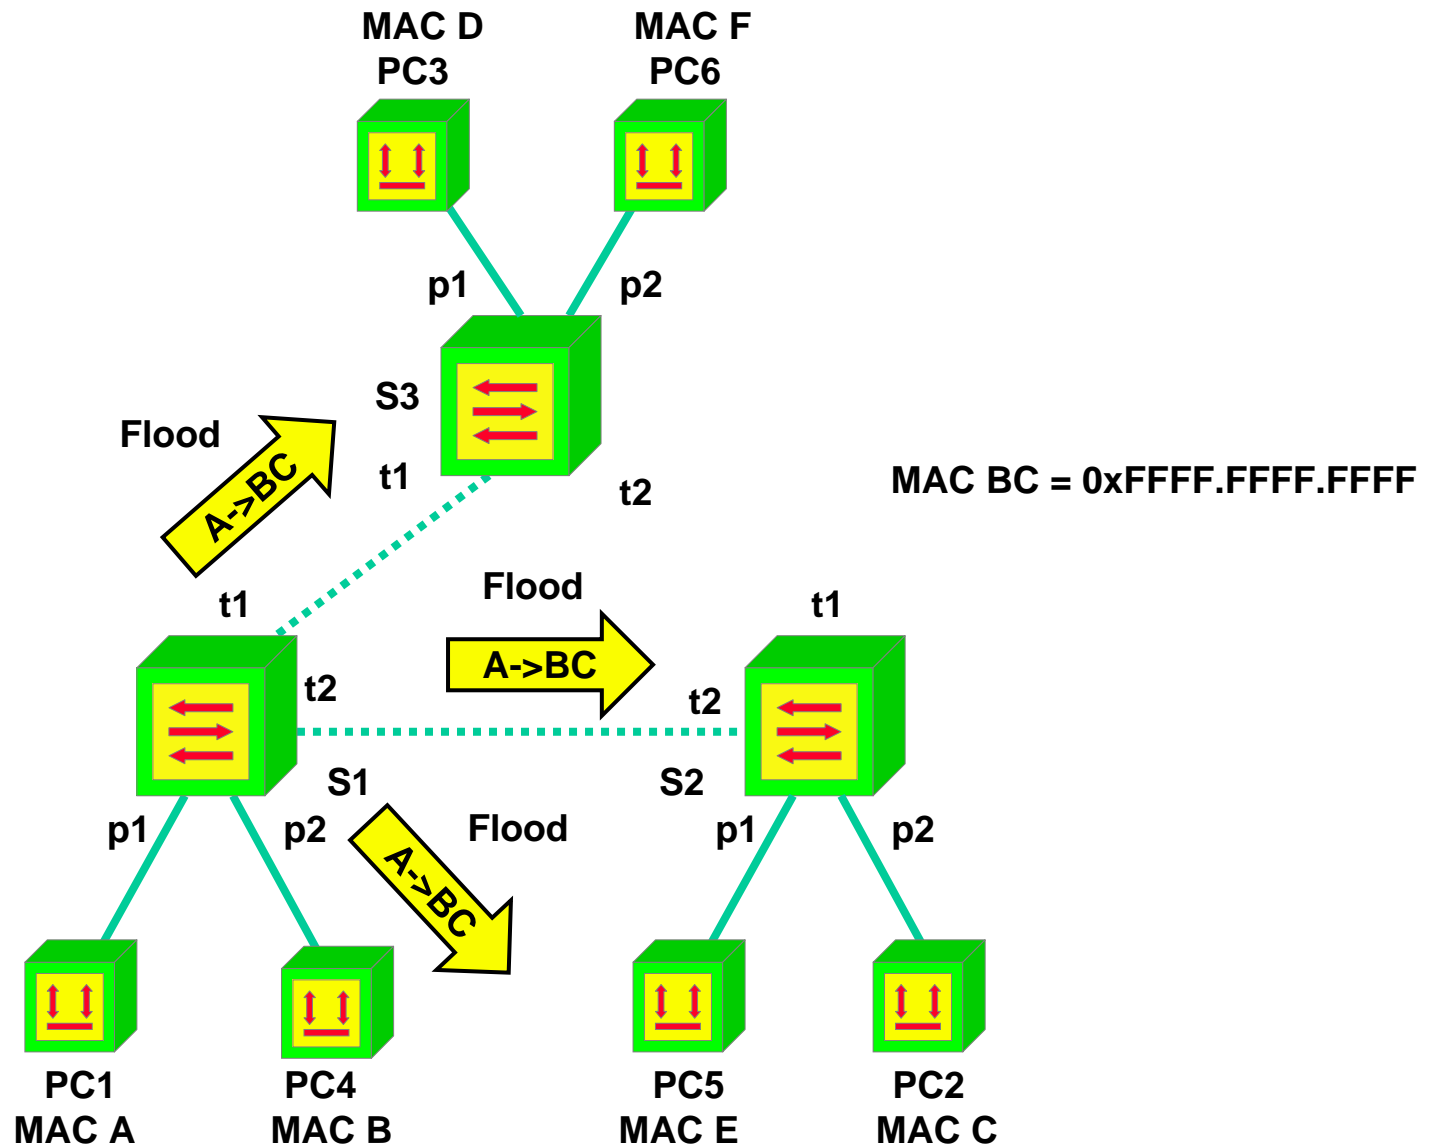 MAC D
PC3
MAC F
PC6
p1
p2
S3
Flood
A->BC
t1
t2
MAC BC = 0xFFFF.FFFF.FFFF
t1
Flood
t1
A->BC
t2
t2
S1
S2
p1
p2
Flood
p1
p2
A->BC
PC1
MAC A
PC4
MAC B
PC5
MAC E
PC2
MAC C